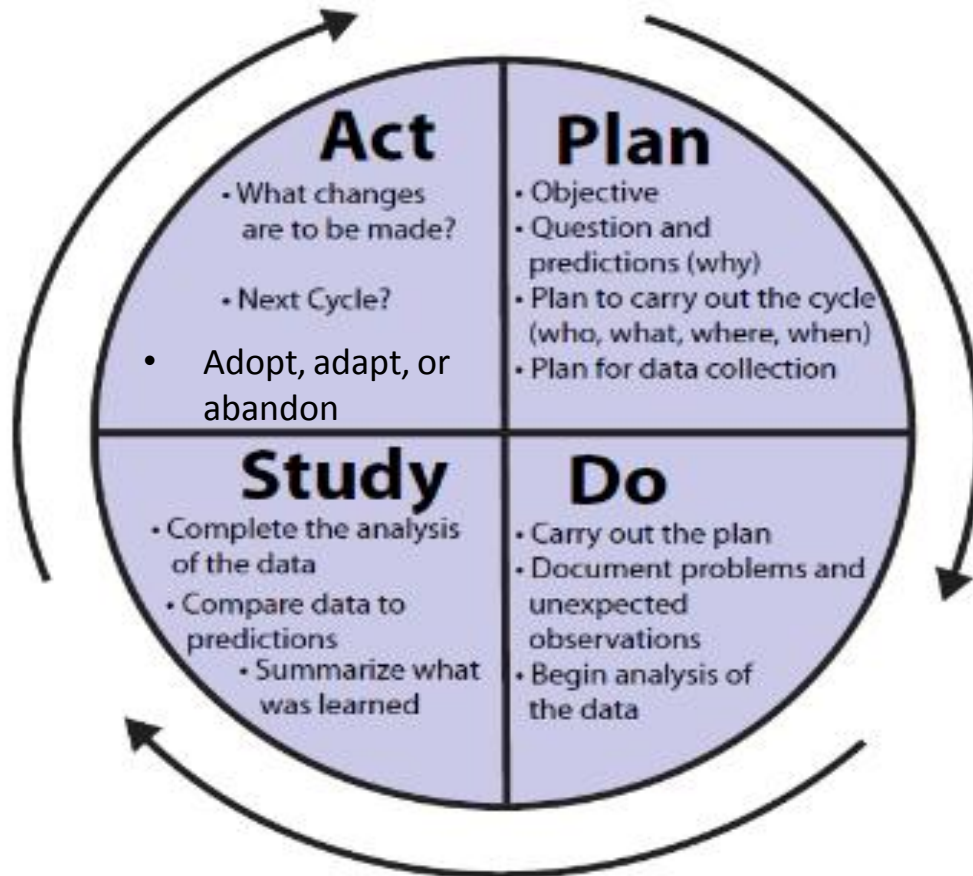 Act
• What changes
are to be made?
• Next Cycle?
• Adopt, adapt, or
abandon
Plan
• Objective
• Question and
predictions (why)
• Plan to carry out the cycle
(who, what, where, when)
• Plan for data collection
Study
• Complete the analysis
of the data
• Compare data to
predictions
• Summarize what
was learned
Do
• Carry out the plan
• Document problems and
unexpected
observations
• Begin analysis of
the data